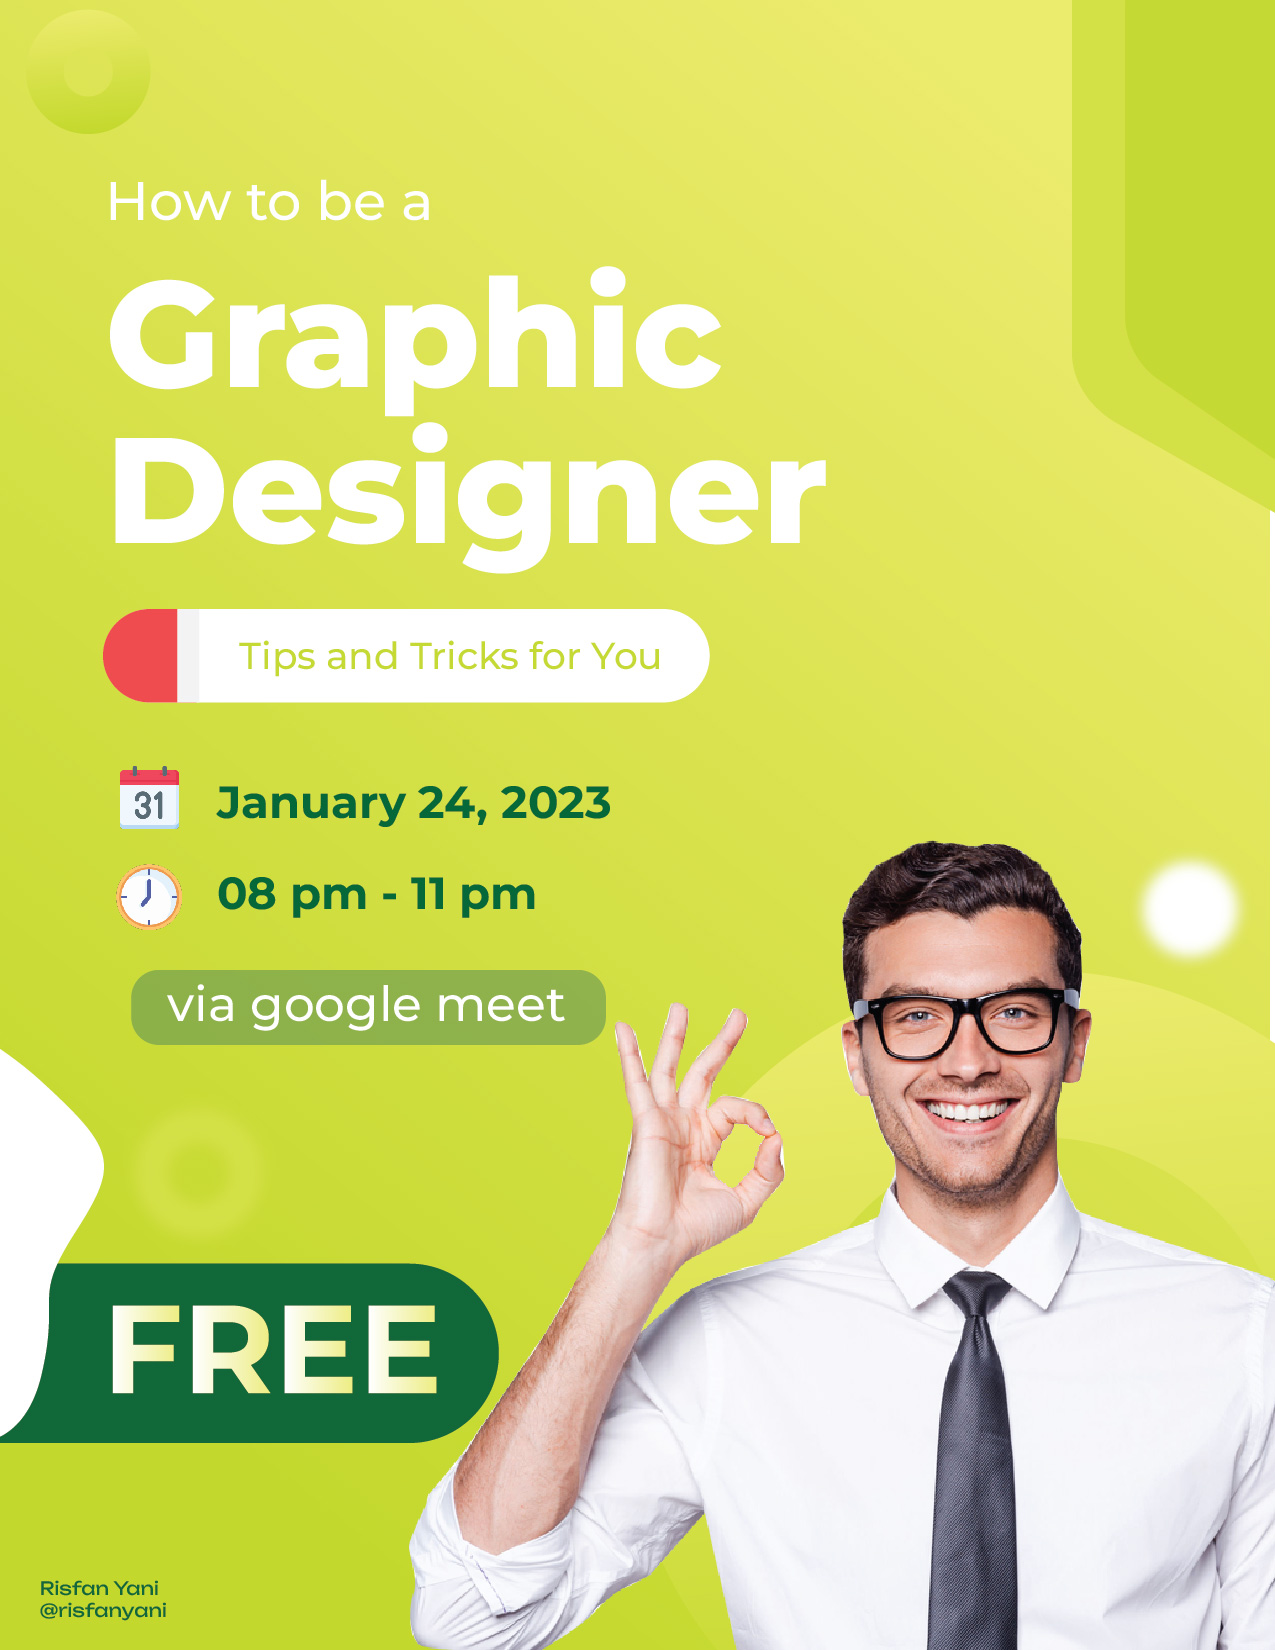 How to be a
Graphic
Designer
Tips and Tricks for You
31
January 24, 2023
08 pm - 11 pm
via google meet
FREE
Risfan Yani
@risfanyani